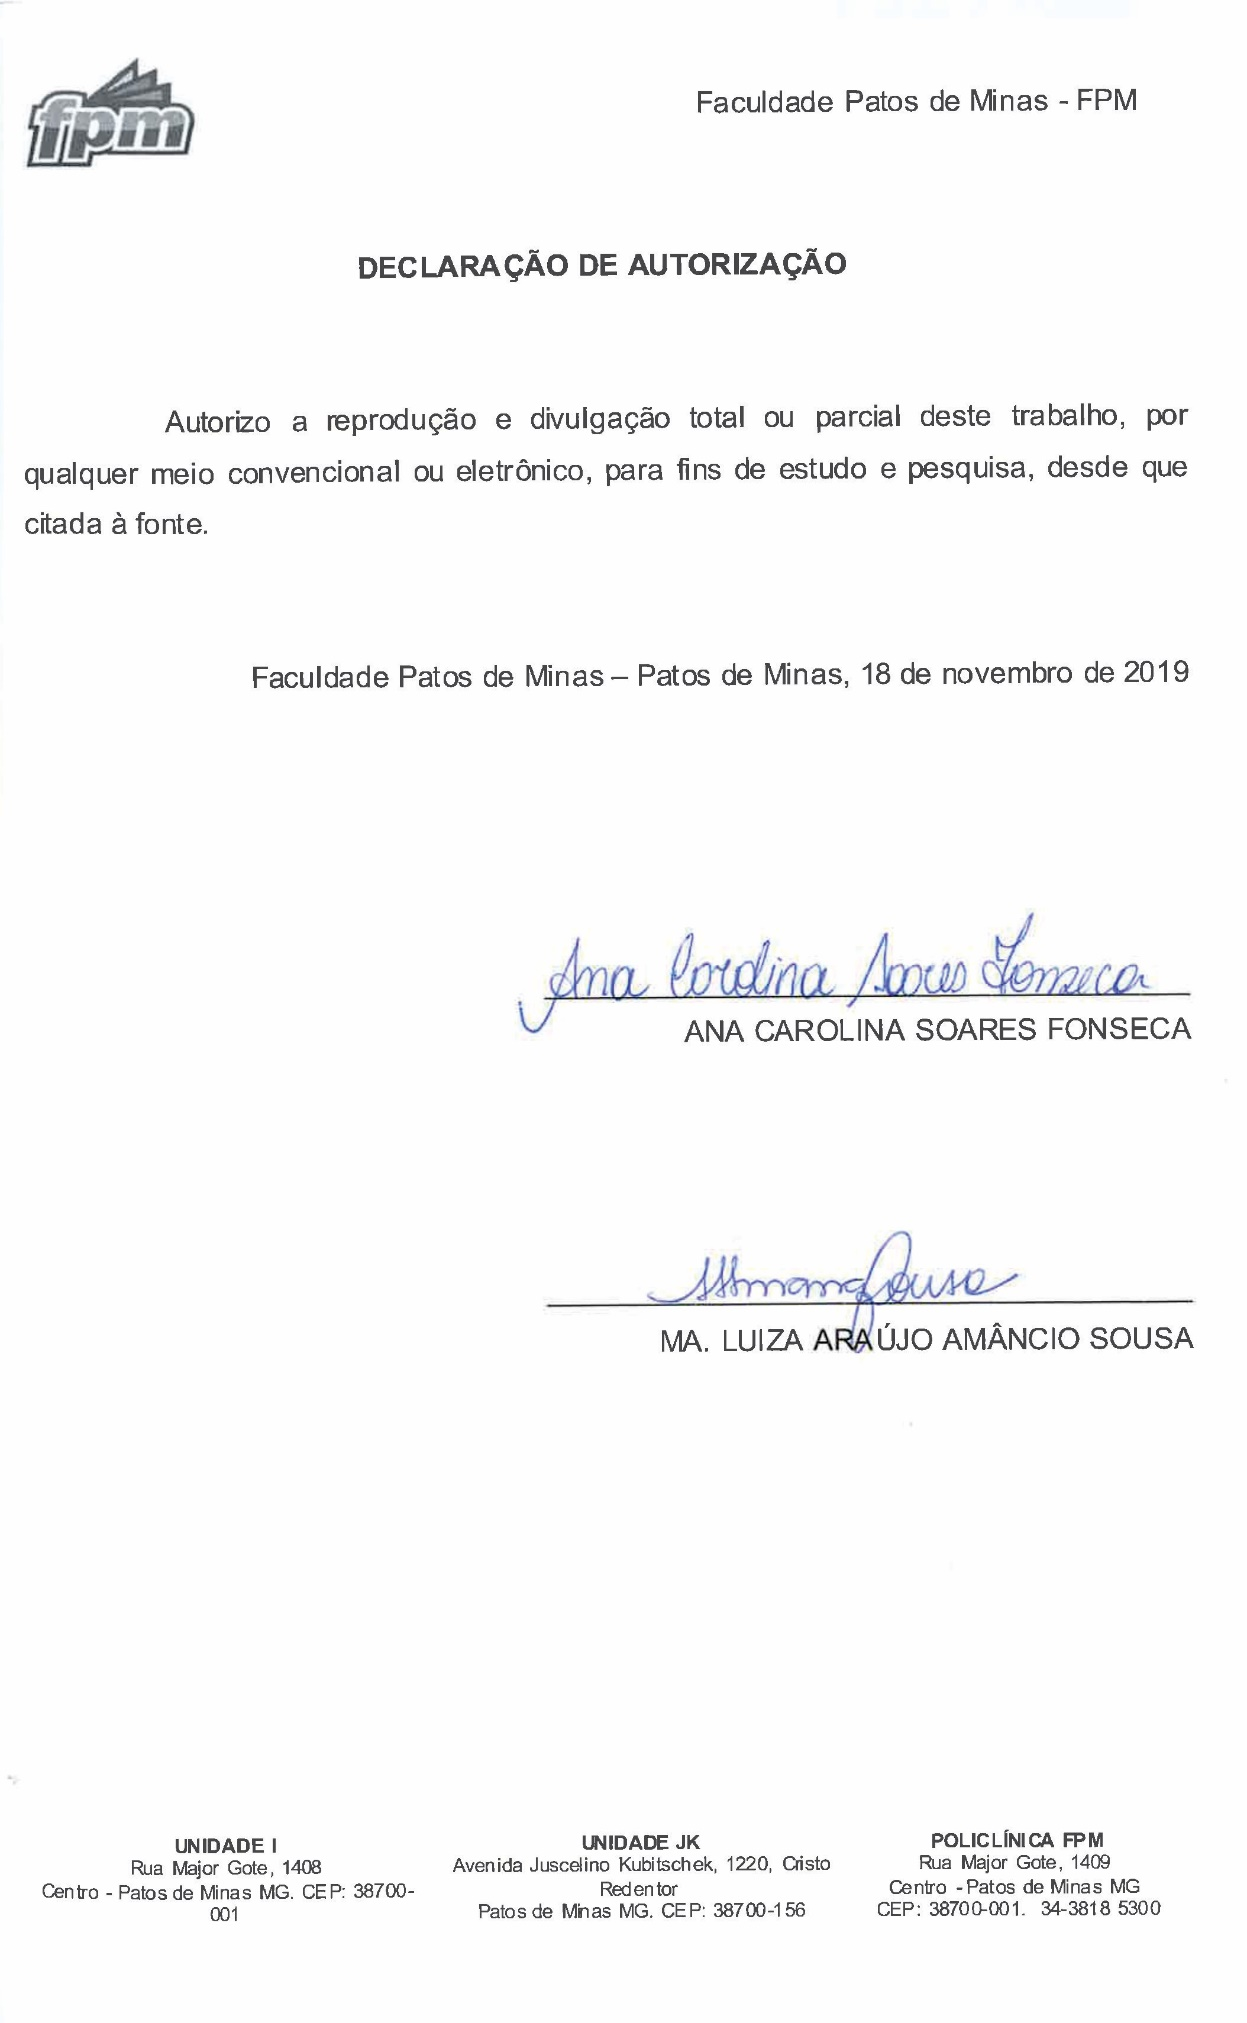 fpm
Faculdade Patos de Minas - FPM
DECLARAÇÃO DE AUTORIZAÇÃO
Autorizo a reprodução e divulgação total ou parcial deste trabalho, por
qualquer meio convencional ou eletrônico, para fins de estudo e pesquisa, desde que
citada à fonte.
Faculdade Patos de Minas – Patos de Minas, 18 de novembro de 2019
Ana Carolina Soares Fonseca
ANA CAROLINA SOARES FONSECA
Sousa
MA. LUIZA ARAÚJO AMÂNCIO SOUSA
UNIDADE I
Rua Major Gote, 1408
Centro - Patos de Minas MG. CEP: 38700-
001
UNIDADE JK
Avenida Juscelino Kubitschek, 1220, Cristo
Redentor
Patos de Minas MG. CEP: 38700-156
POLICLÍNICA FPM
Rua Major Gote, 1409
Centro - Patos de Minas MG
CEP: 38700-001. 34-3818 5300